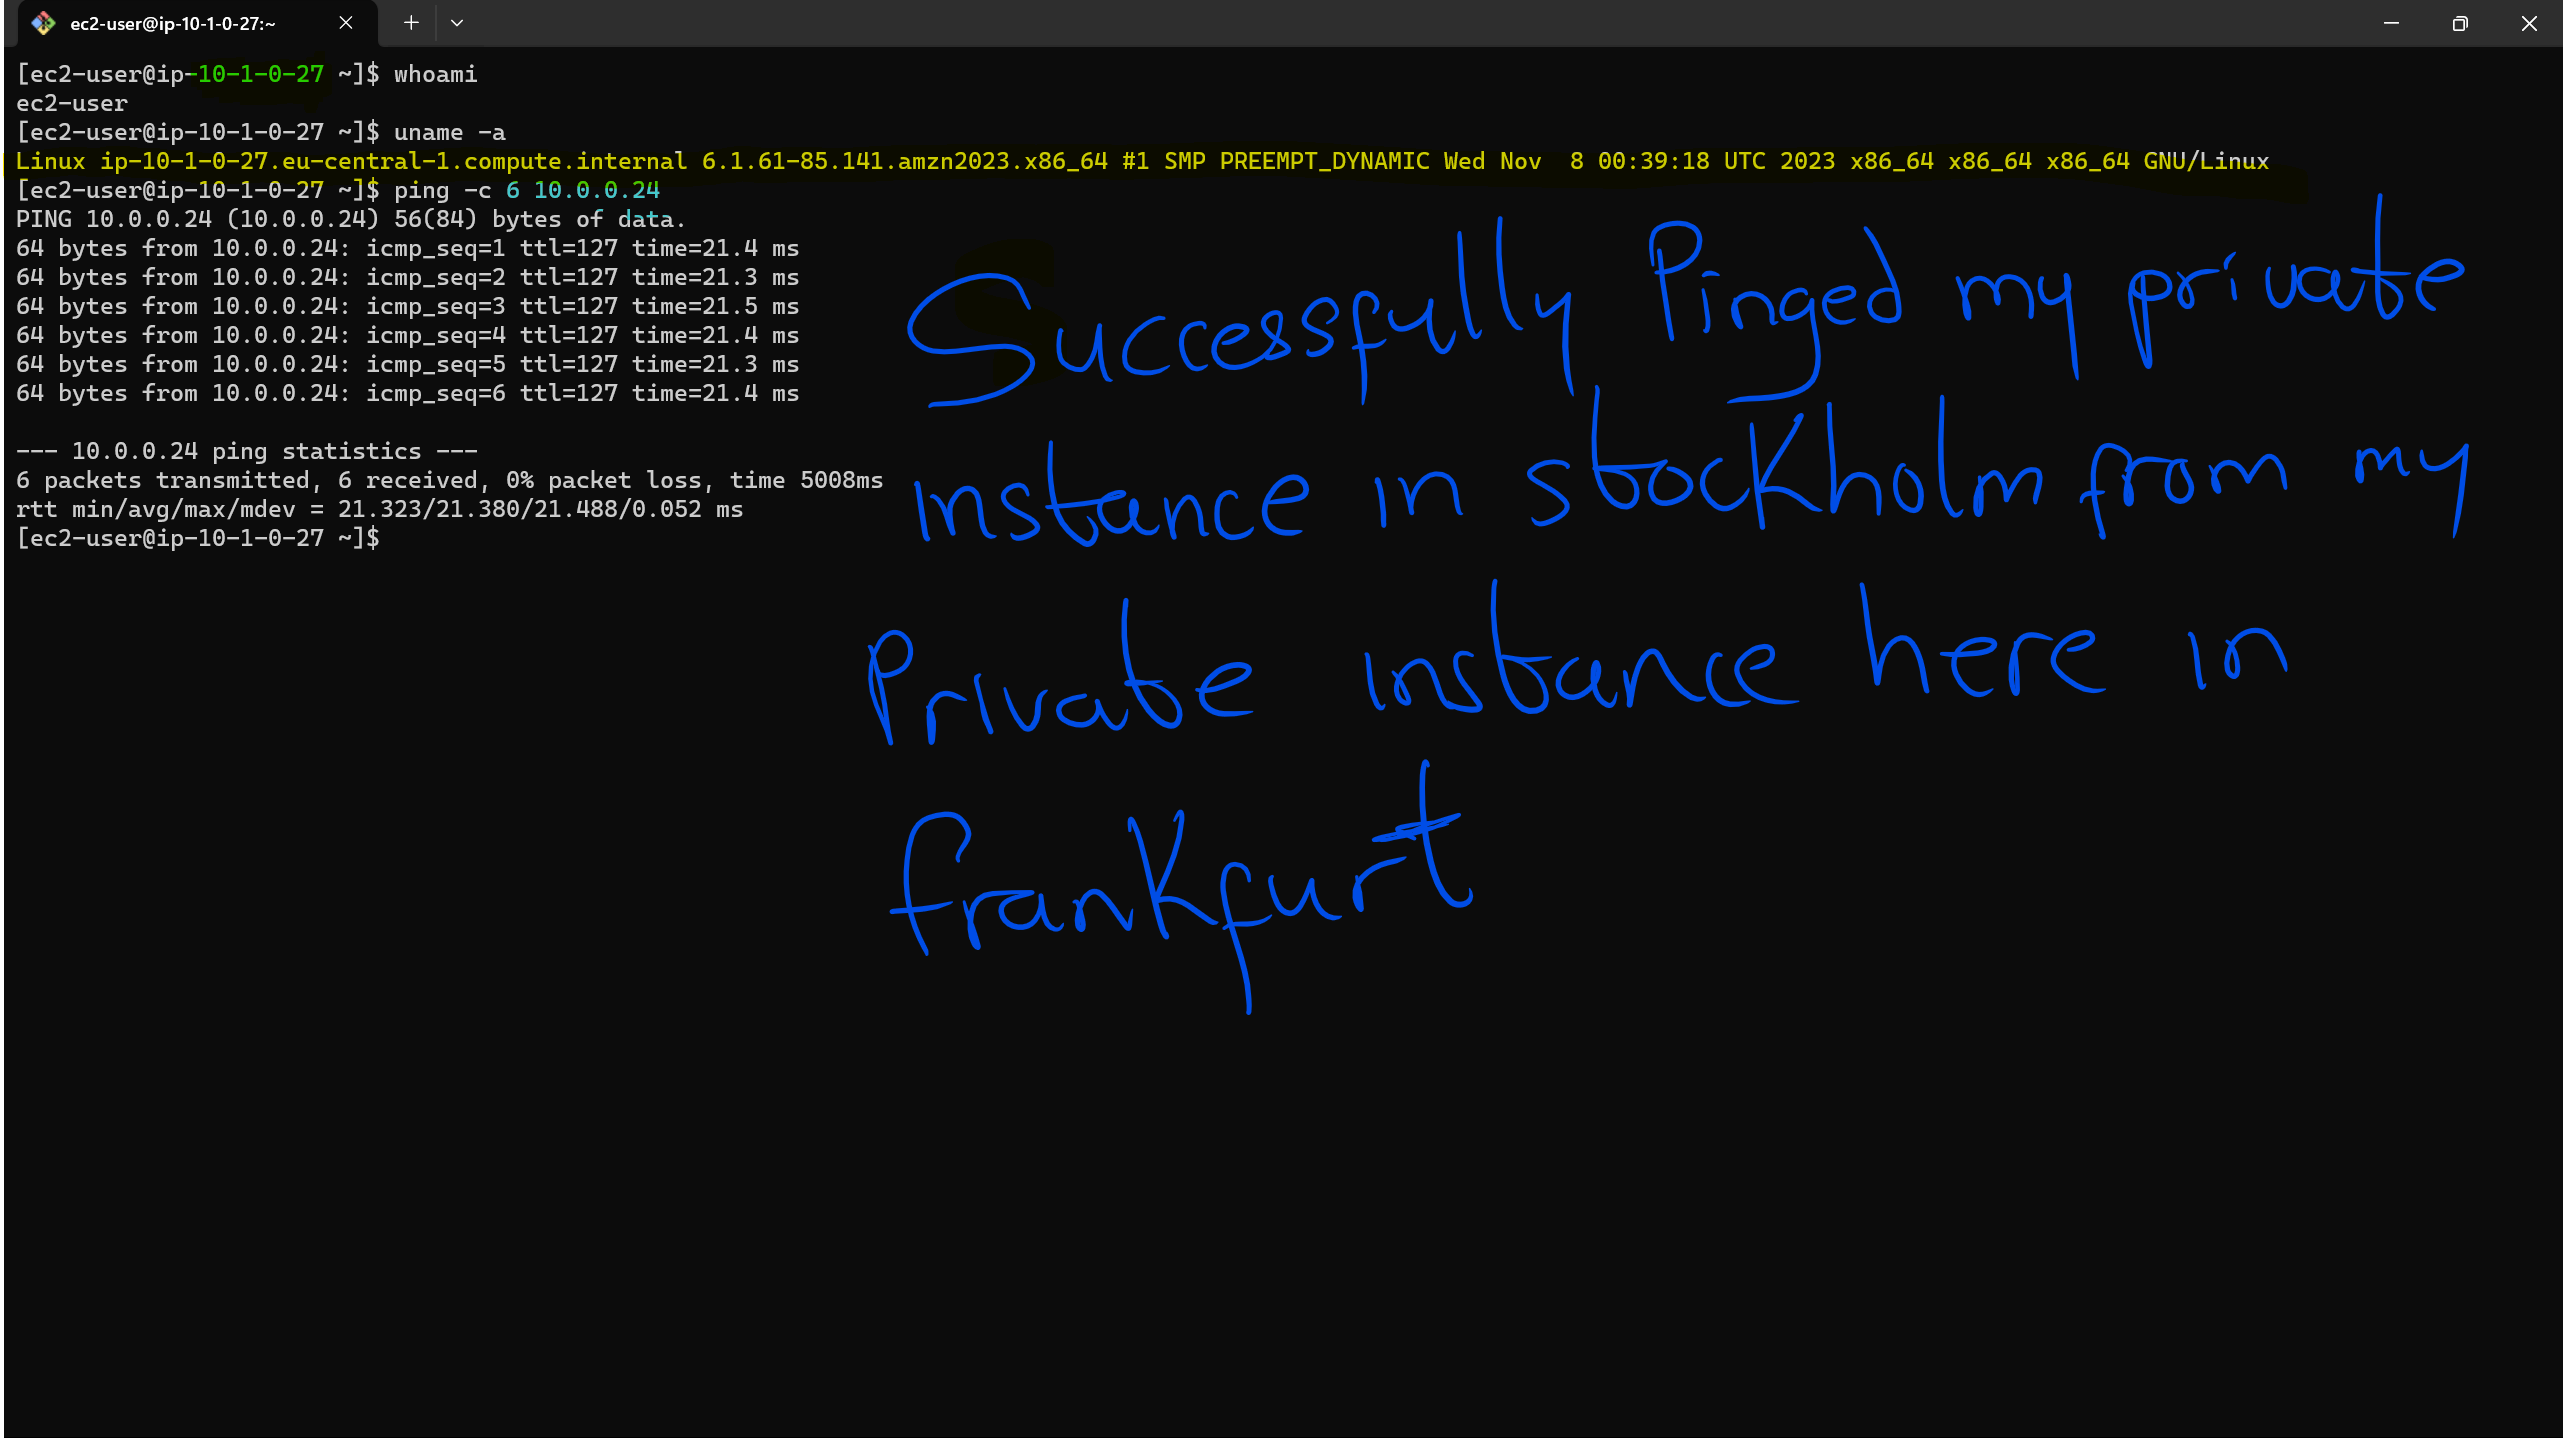 ec2-user@ip-10-1-0-27:~
[ec2-user@ip-10-1-0-27 ~]$ whoami
ec2-user
[ec2-user@ip-10-1-0-27 ~]$ uname -a
Linux ip-10-1-0-27.eu-central-1.compute.internal 6.1.61-85.141.amzn2023.x86_64 #1 SMP PREEMPT_DYNAMIC Wed Nov  8 00:39:18 UTC 2023 x86_64 x86_64 x86_64 GNU/Linux
[ec2-user@ip-10-1-0-27 ~]$ ping -c 6 10.0.0.24
PING 10.0.0.24 (10.0.0.24) 56(84) bytes of data.
64 bytes from 10.0.0.24: icmp_seq=1 ttl=127 time=21.4 ms
64 bytes from 10.0.0.24: icmp_seq=2 ttl=127 time=21.3 ms
64 bytes from 10.0.0.24: icmp_seq=3 ttl=127 time=21.5 ms
64 bytes from 10.0.0.24: icmp_seq=4 ttl=127 time=21.4 ms
64 bytes from 10.0.0.24: icmp_seq=5 ttl=127 time=21.3 ms
64 bytes from 10.0.0.24: icmp_seq=6 ttl=127 time=21.4 ms
--- 10.0.0.24 ping statistics ---
6 packets transmitted, 6 received, 0% packet loss, time 5008ms
rtt min/avg/max/mdev = 21.323/21.380/21.488/0.052 ms
[ec2-user@ip-10-1-0-27 ~]$
Successfully Pinged my private
instance in stockholm from my
Private instance here in
frankfurt